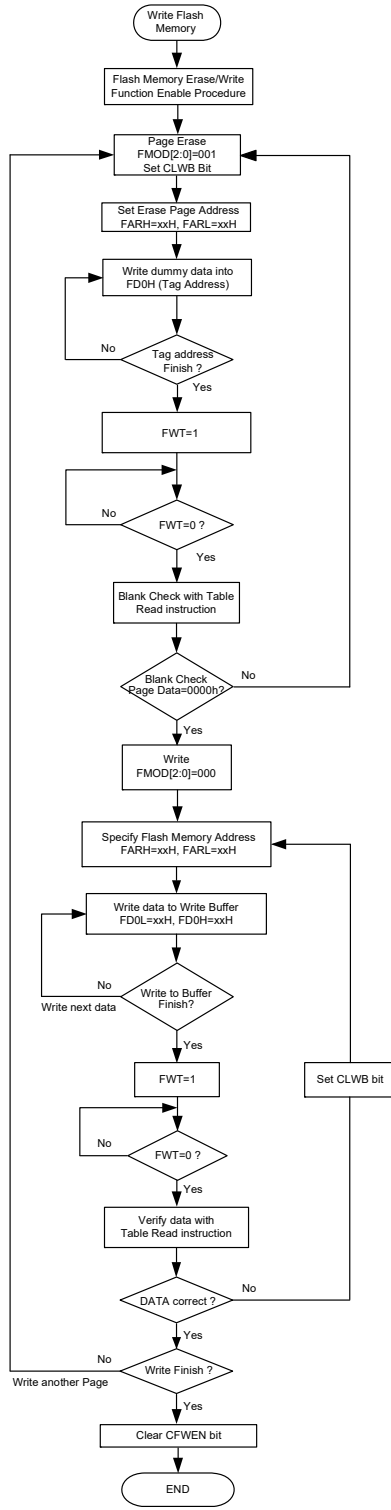 Write Flash
Memory
Flash Memory Erase/Write
Function Enable Procedure
Page Erase
FMOD[2:0]=001
Set CLWB Bit
Set Erase Page Address
FARH=xxH, FARL=xxH
Write dummy data into
FD0H (Tag Address)
No
Tag address
Finish ?
Yes
FWT=1
No
FWT=0 ?
Yes
Blank Check with Table
Read instruction
Blank Check
Page Data=0000h?
No
Yes
Write
FMOD[2:0]=000
Specify Flash Memory Address
FARH=xxH, FARL=xxH
Write data to Write Buffer
FD0L=xxH, FD0H=xxH
No
Write next data
Write to Buffer
Finish?
Yes
FWT=1
Set CLWB bit
No
FWT=0 ?
Yes
Verify data with
Table Read instruction
DATA correct ?
No
Yes
No
Write another Page
Write Finish ?
Yes
Clear CFWEN bit
END